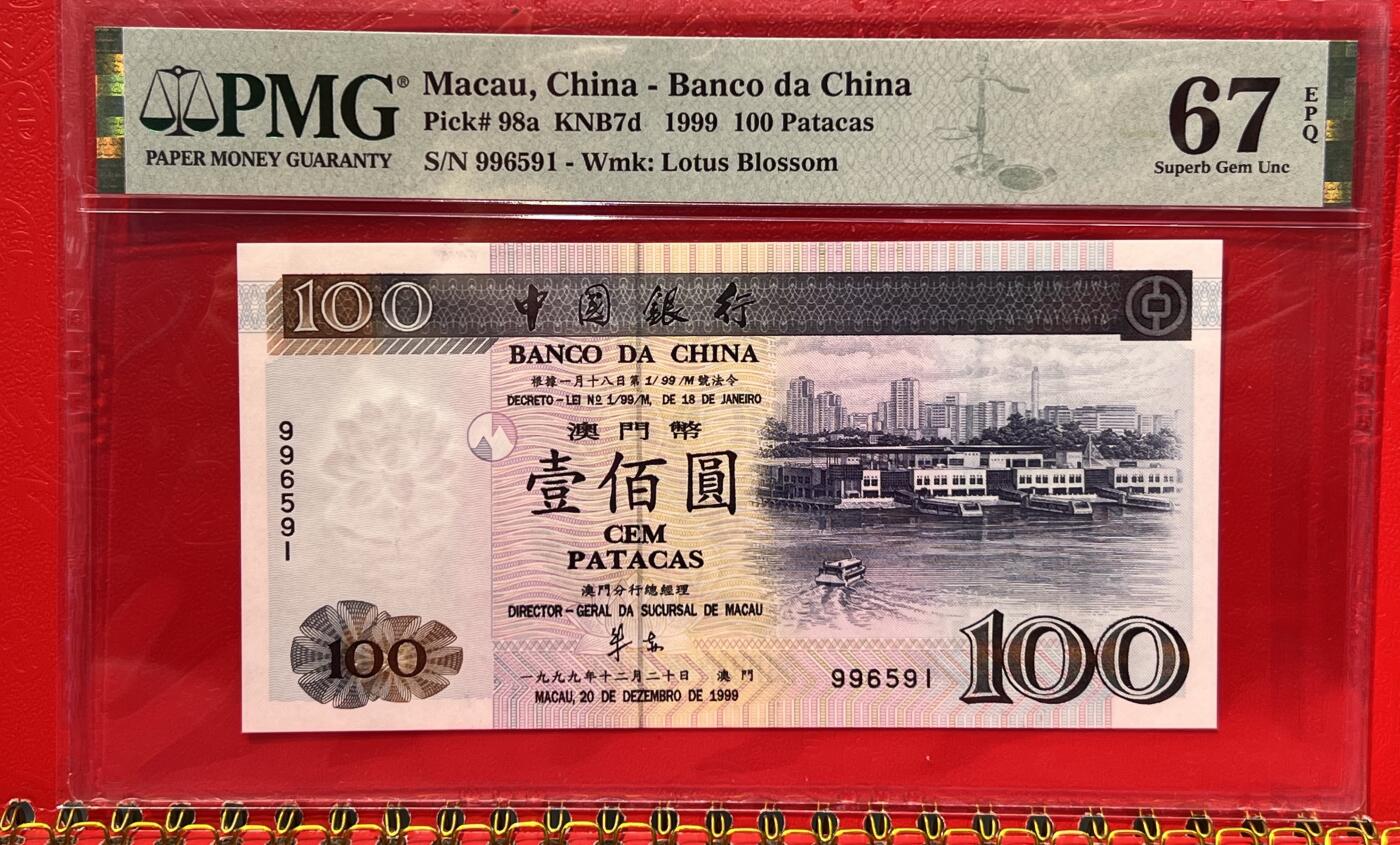 PMG®
PAPER MONEY GUARANTY
Macau, China - Banco da China
Pick# 98a KNB7d 1999 100 Patacas
S/N 996591 - Wmk: Lotus Blossom
67
EPQ
Superb Gem Unc
100
中國銀行
BANCO DA CHINA
根據一月十八日第1/99/M號法令
DECRETO-LEI Nº 1/99/M, DE 18 DE JANEIRO
澳門幣
壹佰圓
CEM
PATACAS
澳門分行總經理
DIRECTOR-GERAL DA SUCURSAL DE MACAU
一九九九年十二月二十日 澳門
MACAU, 20 DE DEZEMBRO DE 1999
996591
100
996591
100